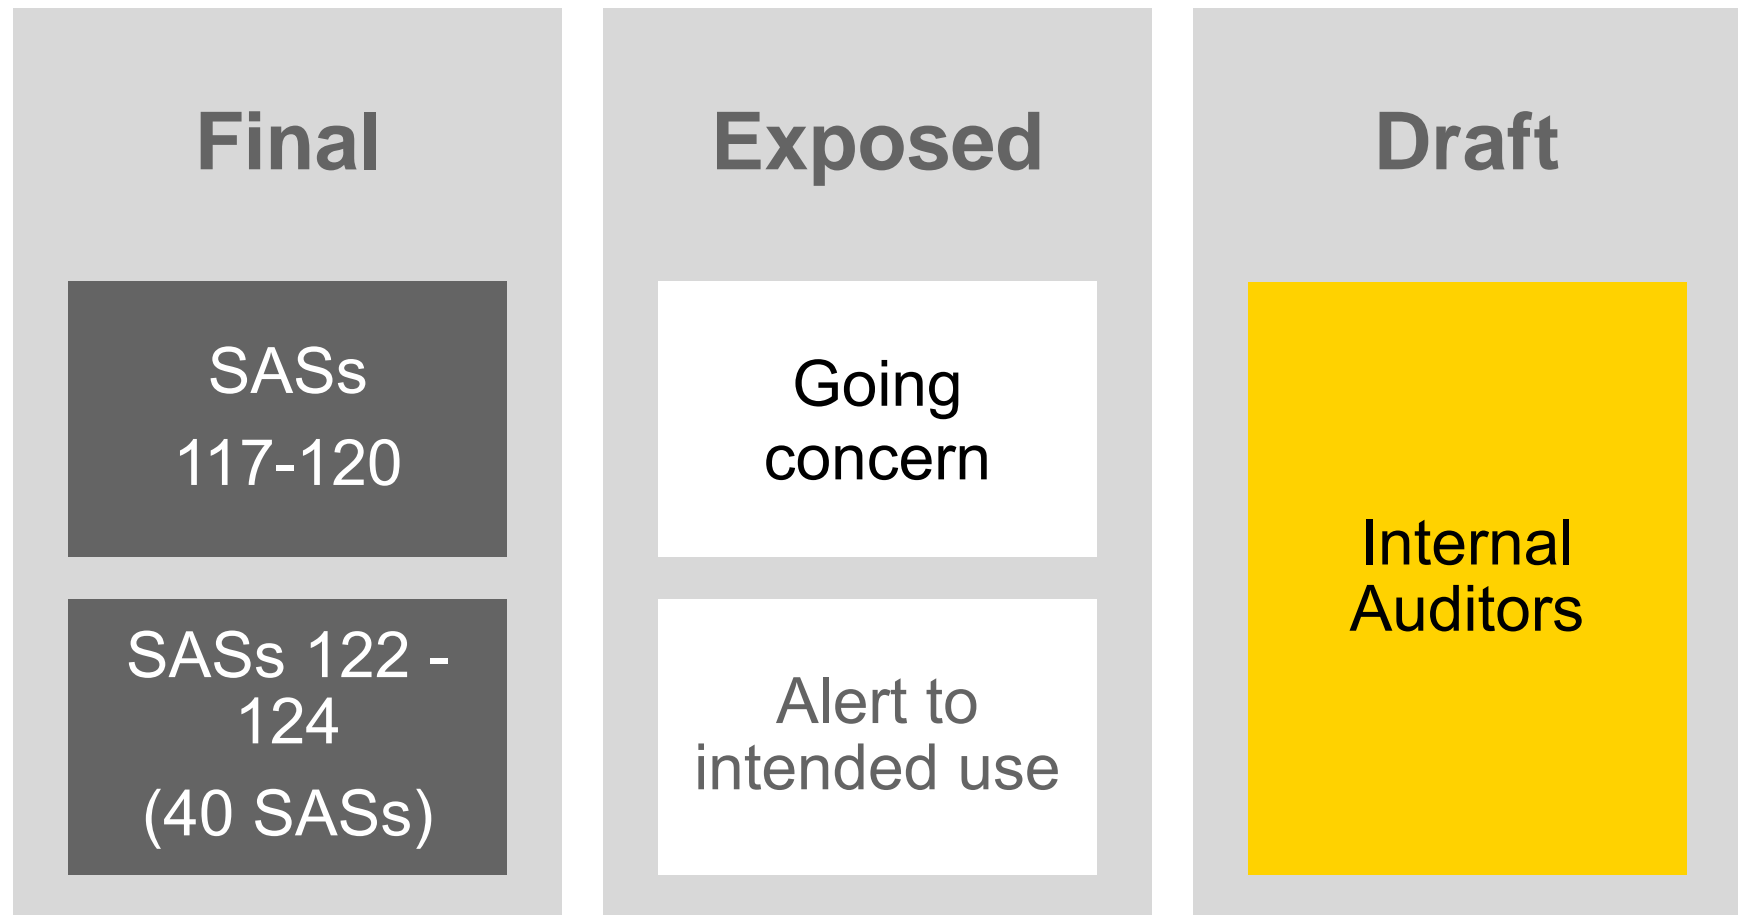 Final
SASs
117-120
SASs 122 -
124
(40 SASs)
Exposed
Going
concern
Alert to
intended use
Draft
Internal
Auditors